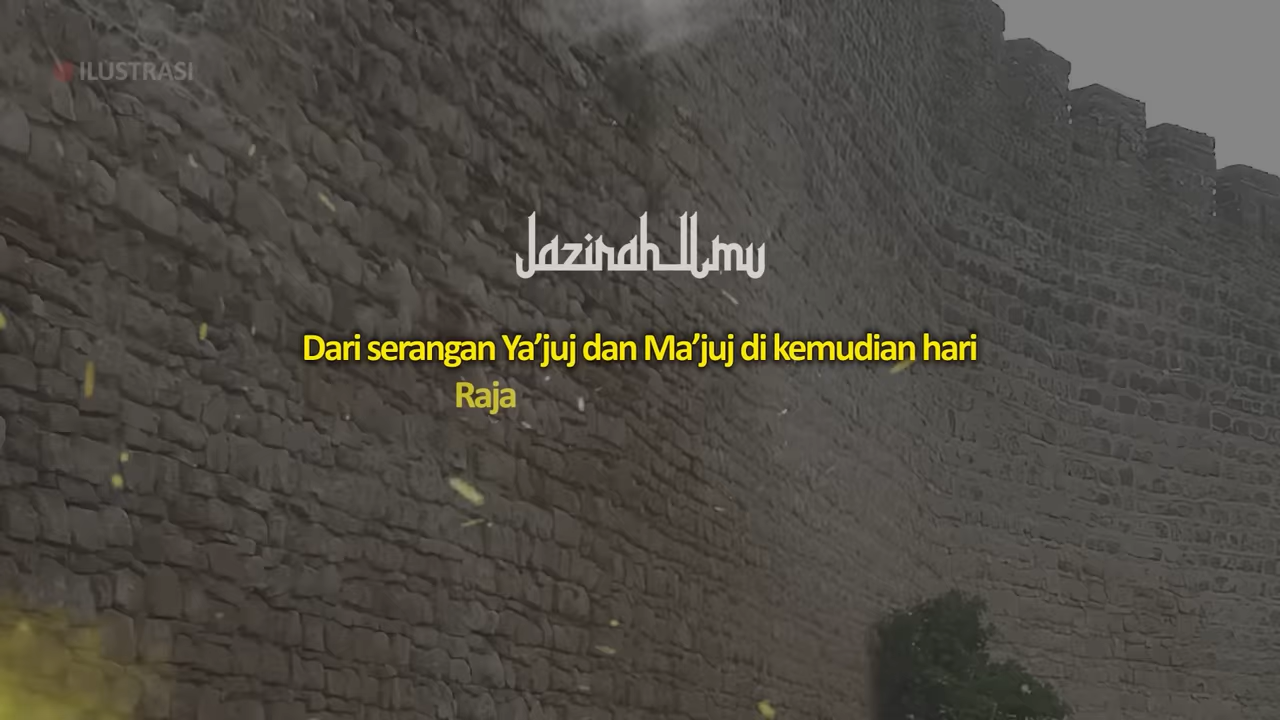 ILUSTRASI
Jazirah Ilmu
Dari serangan Ya’juj dan Ma’juj di kemudian hari
Raja